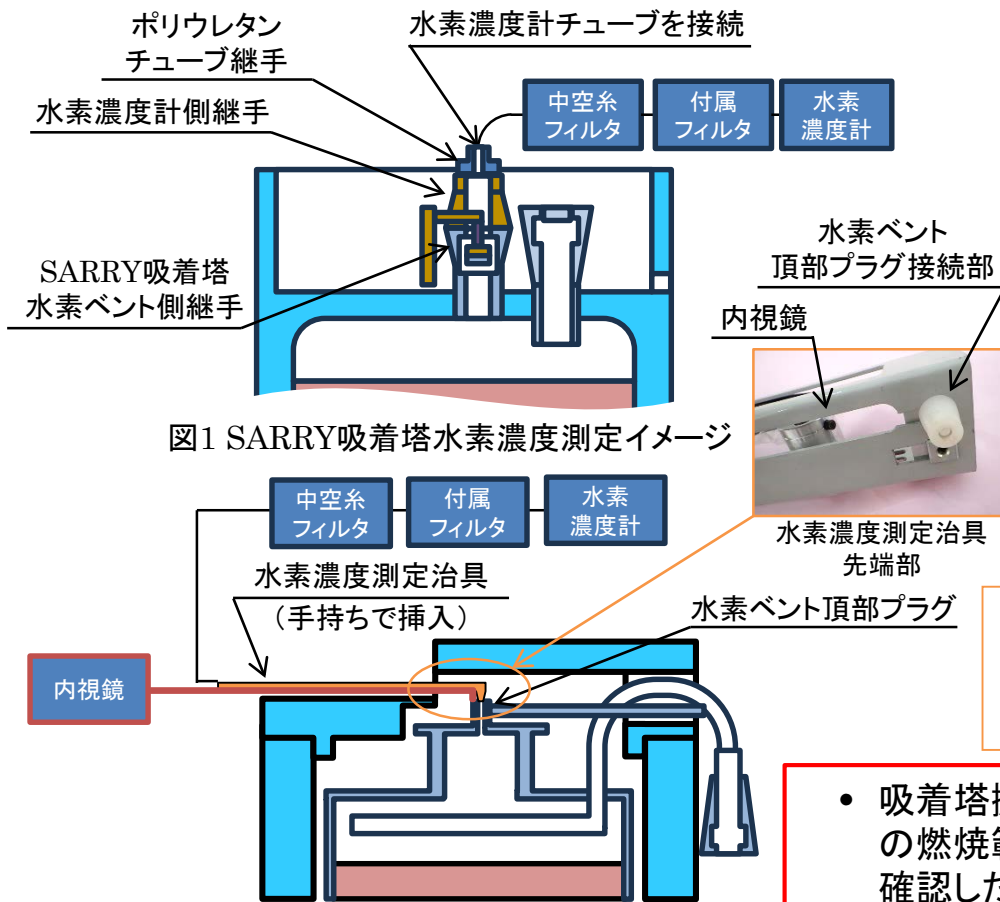 ポリウレタン
チューブ継手
水素濃度計チューブを接続
水素濃度計側継手
中空糸
フィルタ
付属
フィルタ
水素
濃度計
SARRY吸着塔
水素ベント側継手
水素ベント
頂部プラグ接続部
内視鏡
図1 SARRY吸着塔水素濃度測定イメージ
水素濃度測定治具
先端部
中空糸
フィルタ
付属
フィルタ
水素
濃度計
水素濃度測定治具
(手持ちで挿入)
水素ベント頂部プラグ
内視鏡
• 吸着塔
の燃焼
確認した